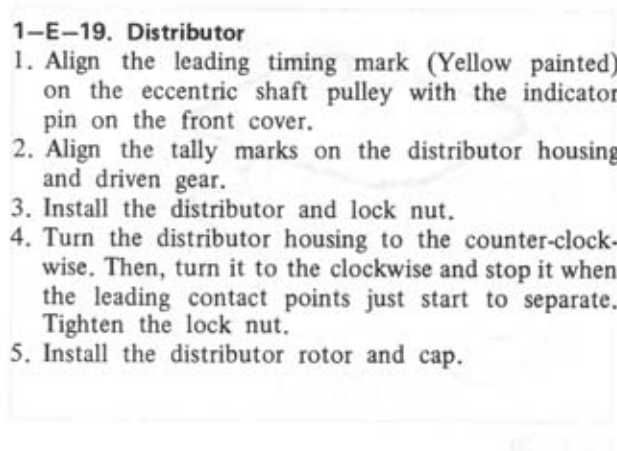 1–E–19. Distributor
1. Align the leading timing mark (Yellow painted)
on the eccentric shaft pulley with the indicator
pin on the front cover.
2. Align the tally marks on the distributor housing
and driven gear.
3. Install the distributor and lock nut.
4. Turn the distributor housing to the counter-clock-
wise. Then, turn it to the clockwise and stop it when
the leading contact points just start to separate.
Tighten the lock nut.
5. Install the distributor rotor and cap.